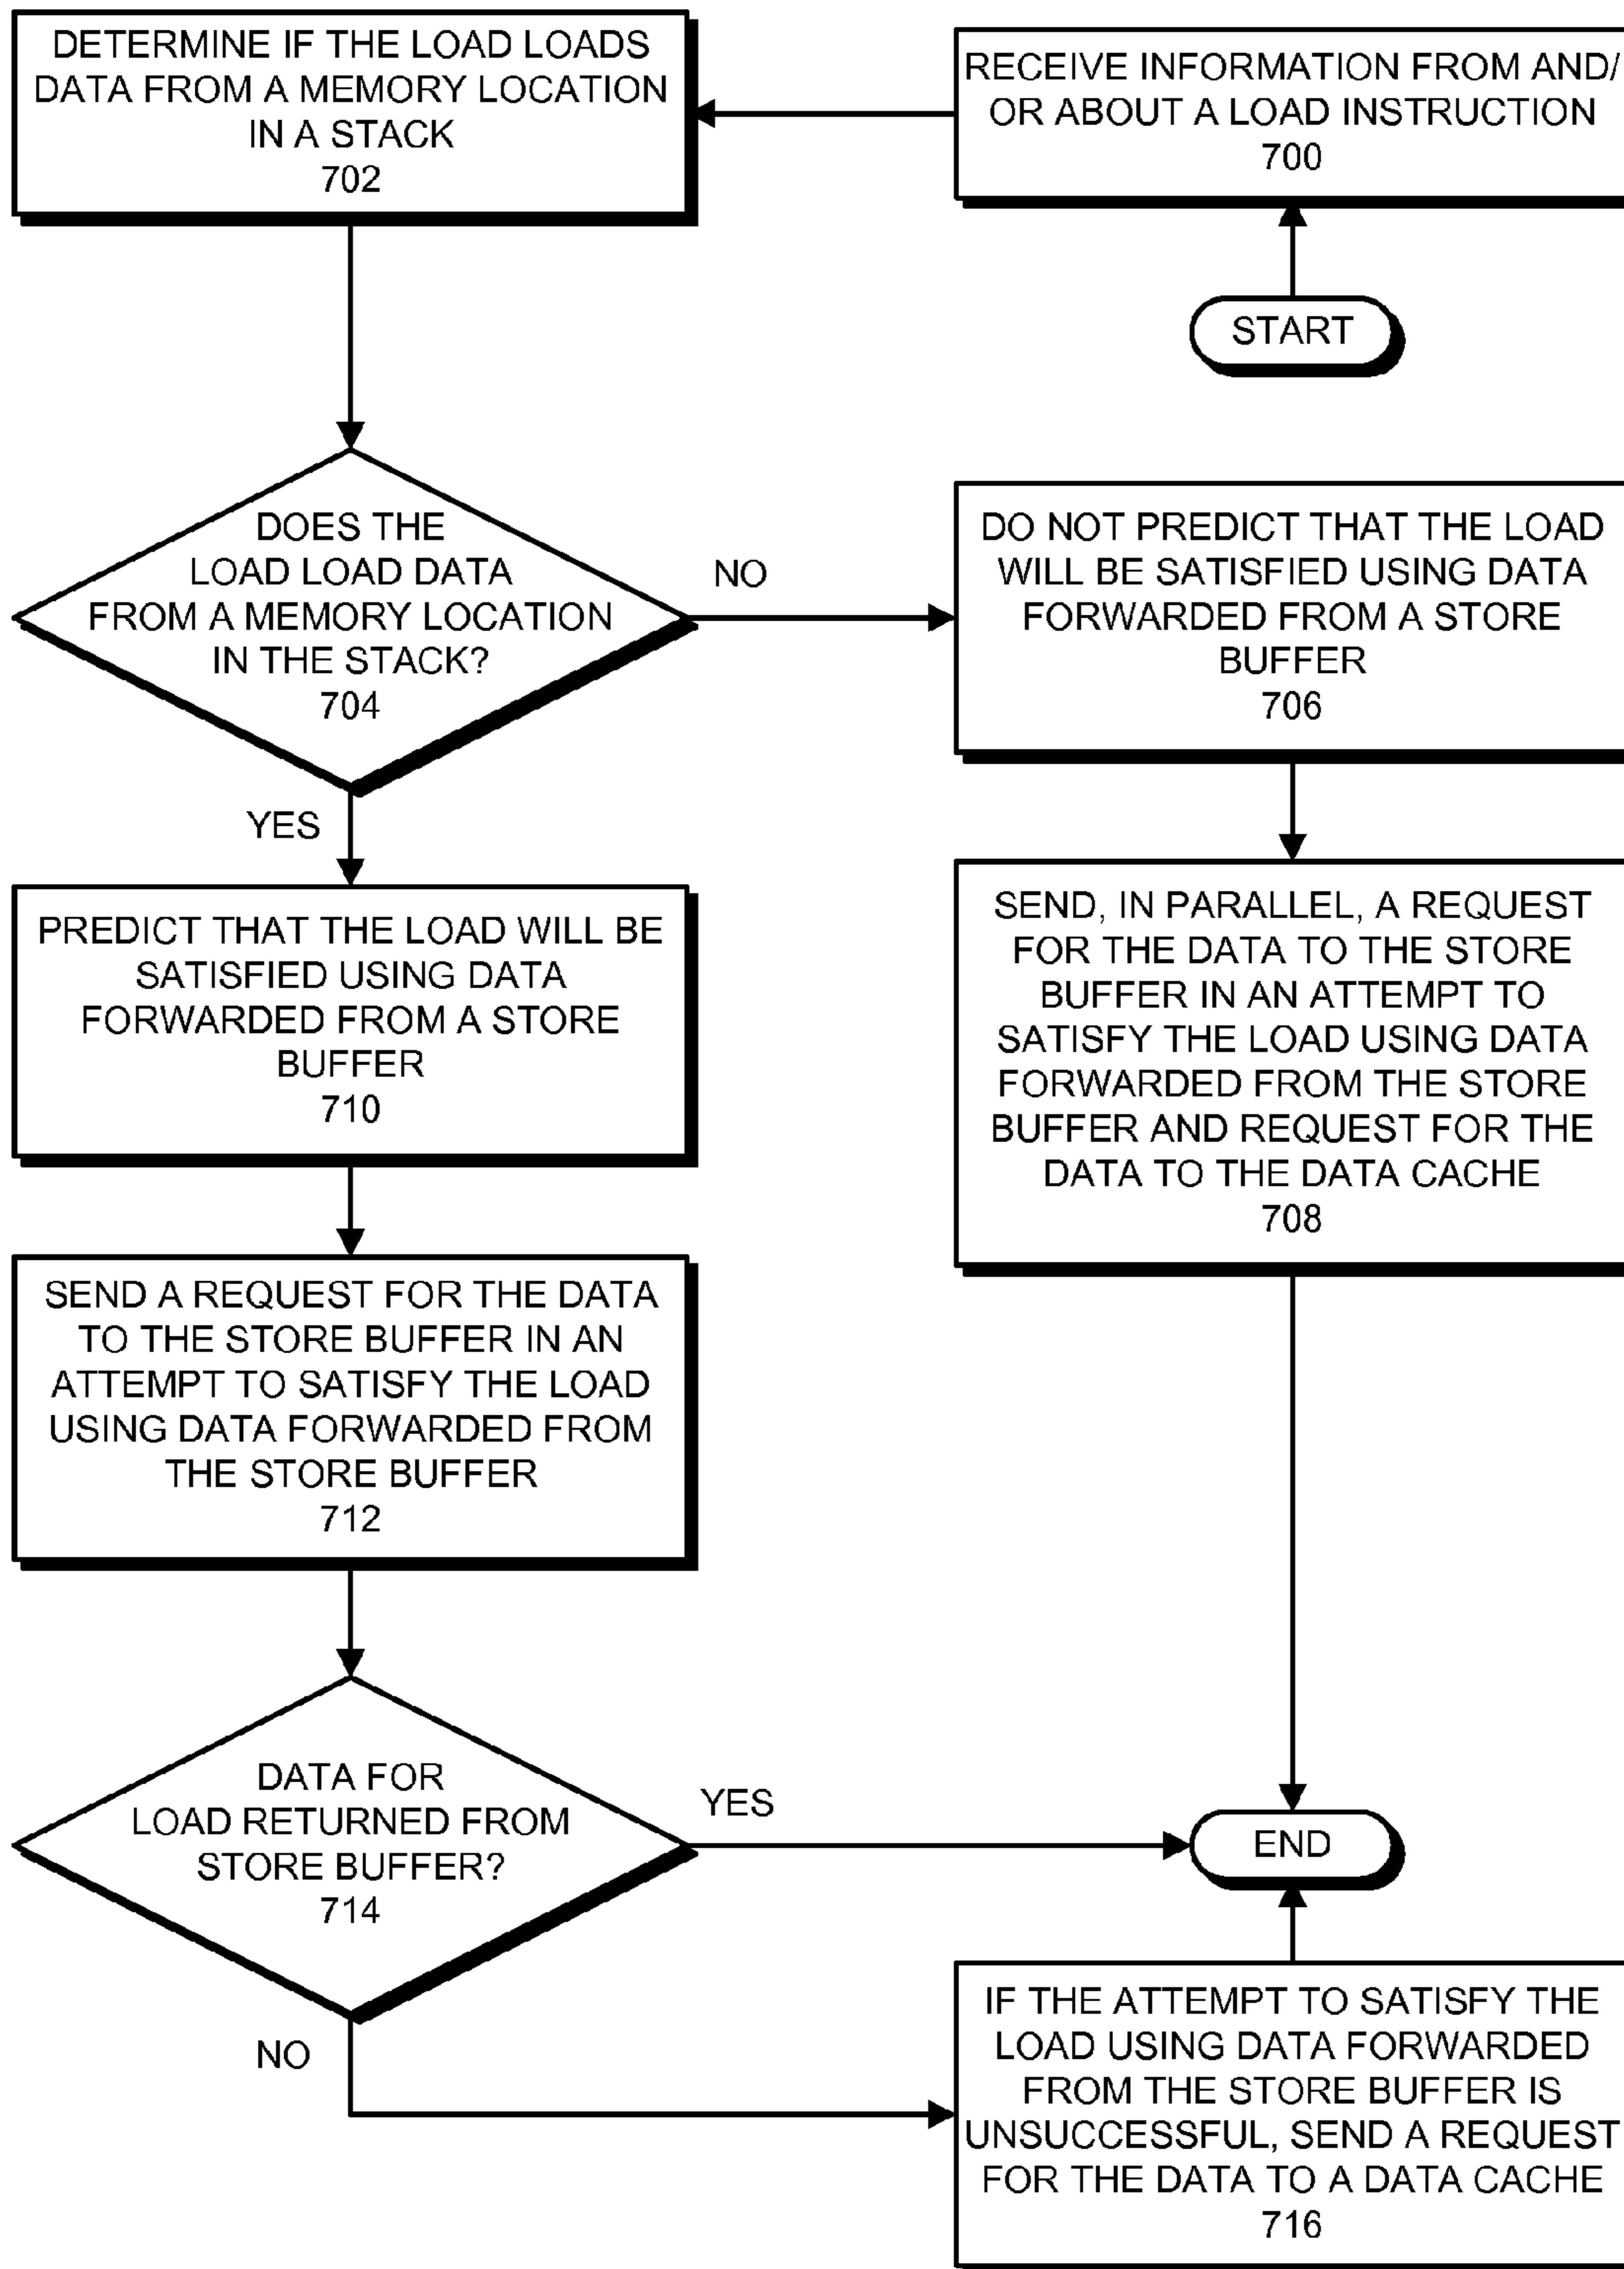 START
RECEIVE INFORMATION FROM AND/
OR ABOUT A LOAD INSTRUCTION
700
DETERMINE IF THE LOAD LOADS
DATA FROM A MEMORY LOCATION
IN A STACK
702
DOES THE
LOAD LOAD DATA
FROM A MEMORY LOCATION
IN THE STACK?
704
NO
DO NOT PREDICT THAT THE LOAD
WILL BE SATISFIED USING DATA
FORWARDED FROM A STORE
BUFFER
706
SEND, IN PARALLEL, A REQUEST
FOR THE DATA TO THE STORE
BUFFER IN AN ATTEMPT TO
SATISFY THE LOAD USING DATA
FORWARDED FROM THE STORE
BUFFER AND REQUEST FOR THE
DATA TO THE DATA CACHE
708
YES
PREDICT THAT THE LOAD WILL BE
SATISFIED USING DATA
FORWARDED FROM A STORE
BUFFER
710
SEND A REQUEST FOR THE DATA
TO THE STORE BUFFER IN AN
ATTEMPT TO SATISFY THE LOAD
USING DATA FORWARDED FROM
THE STORE BUFFER
712
DATA FOR
LOAD RETURNED FROM
STORE BUFFER?
714
YES
END
NO
IF THE ATTEMPT TO SATISFY THE
LOAD USING DATA FORWARDED
FROM THE STORE BUFFER IS
UNSUCCESSFUL, SEND A REQUEST
FOR THE DATA TO A DATA CACHE
716